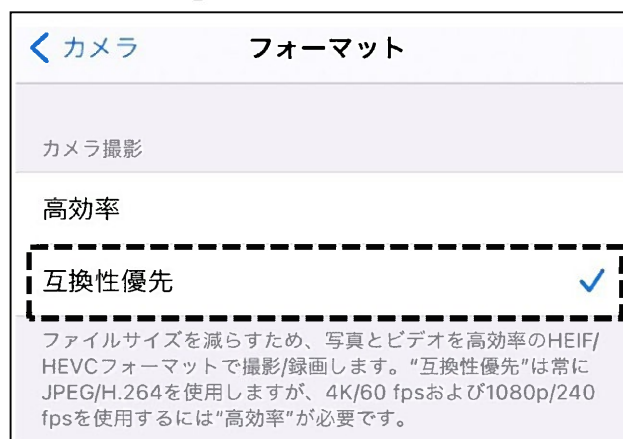 カメラ
フォーマット
カメラ撮影
高効率
互換性優先
ファイルサイズを減らすため、写真とビデオを高効率のHEIF/
HEVCフォーマットで撮影/録画します。“互換性優先”は常に
JPEG/H.264を使用しますが、4K/60 fpsおよび1080p/240
fpsを使用するには“高効率”が必要です。